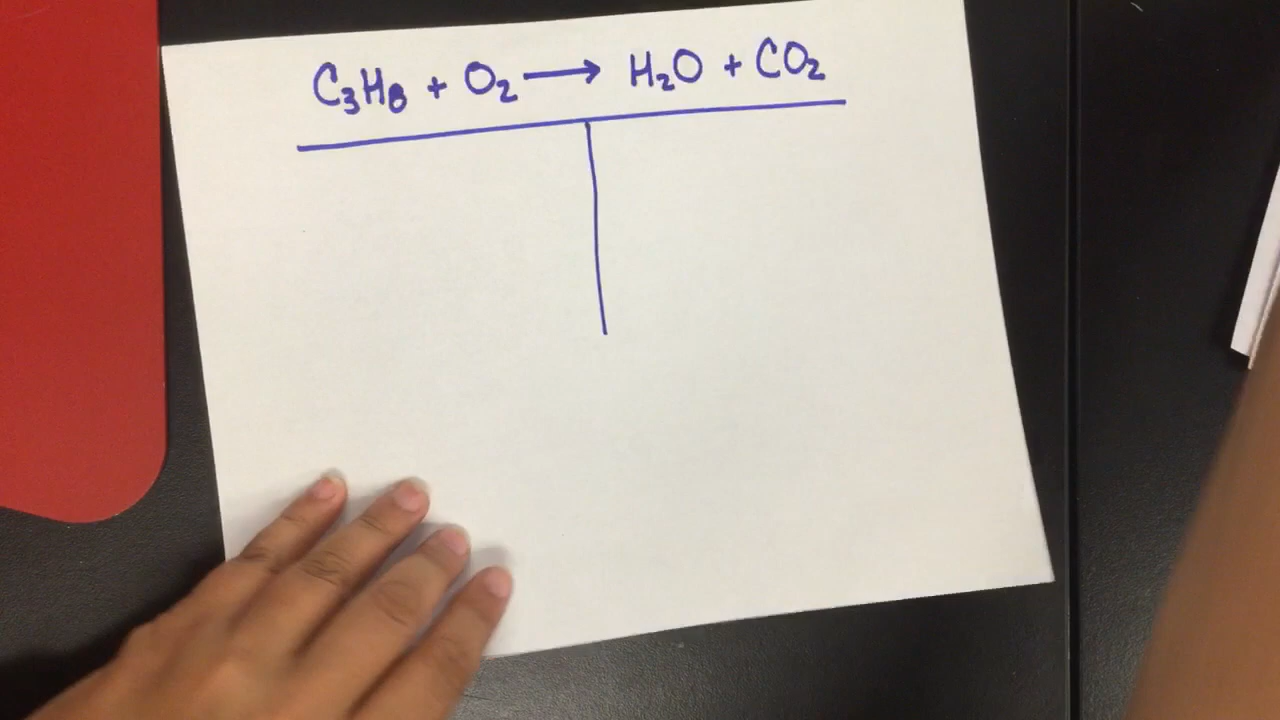 C₃H₈ + O₂ → H₂O + CO₂